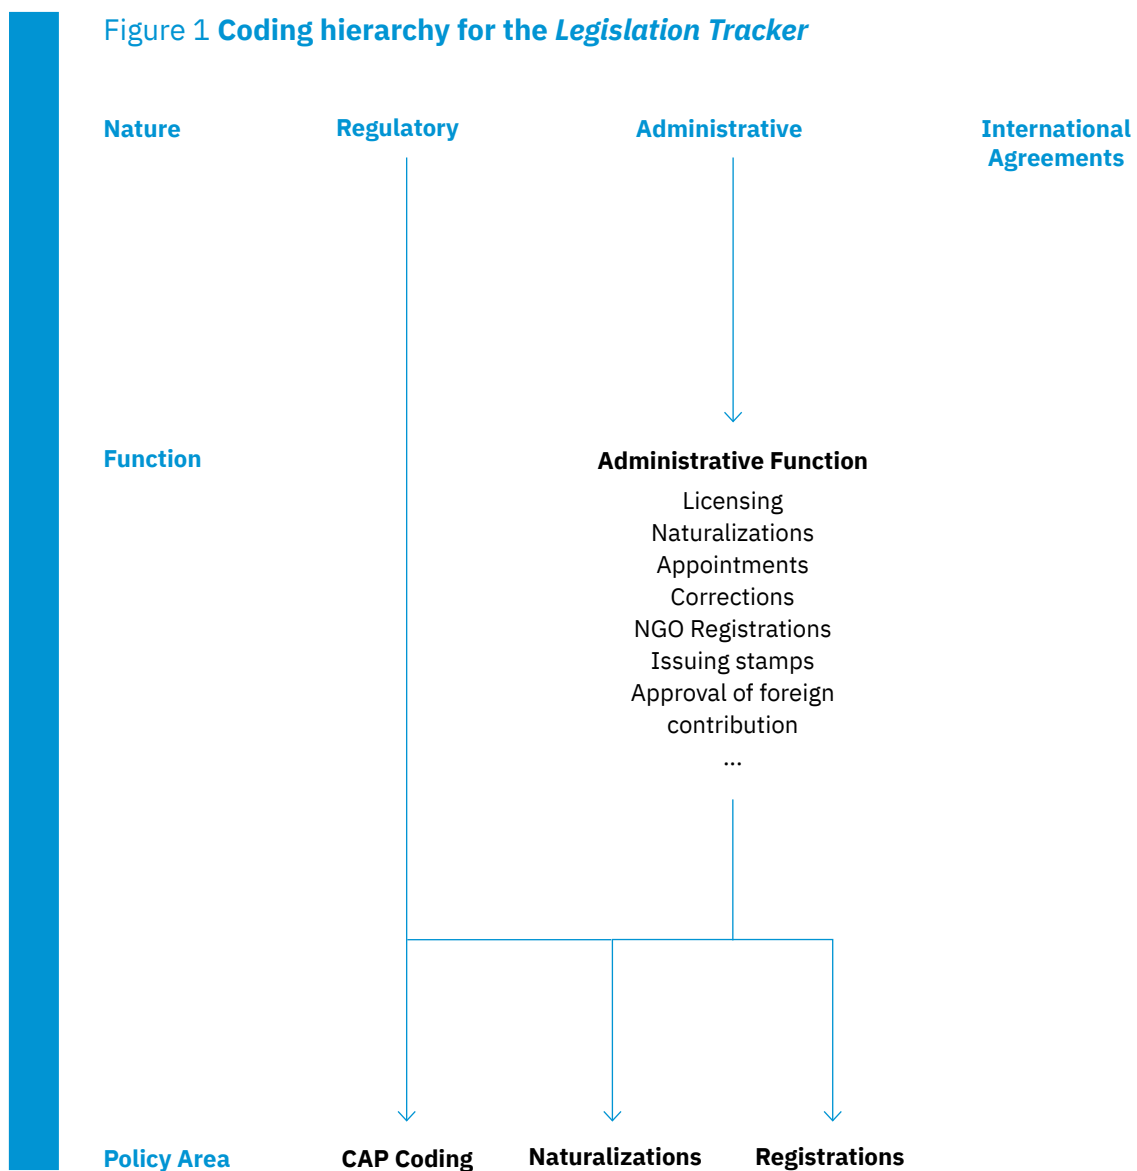 Figure 1 Coding hierarchy for the Legislation Tracker
Nature
Regulatory
Administrative
International
Agreements
Function
Administrative Function
Licensing
Naturalizations
Appointments
Corrections
NGO Registrations
Issuing stamps
Approval of foreign
contribution
...
Policy Area
CAP Coding
Naturalizations
Registrations